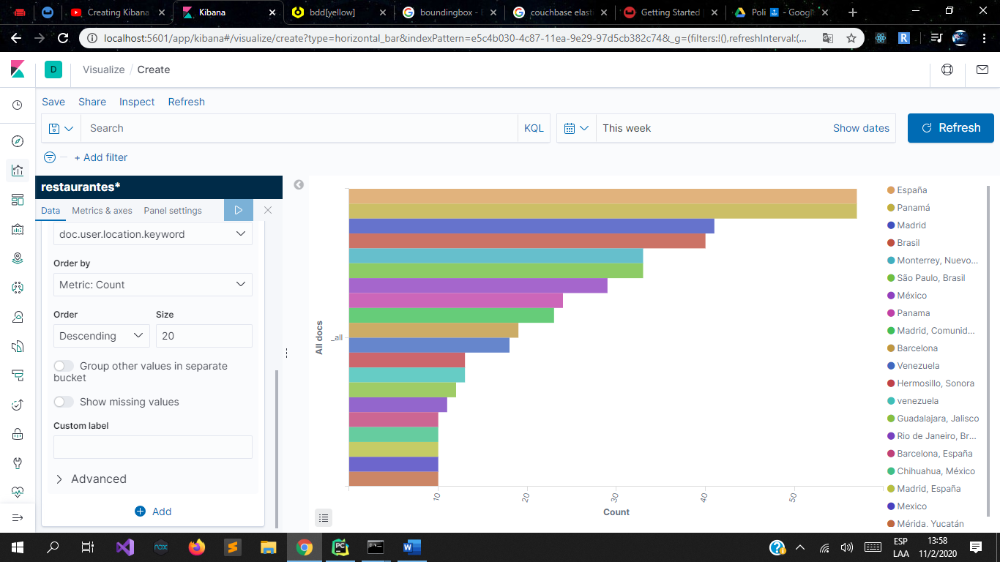 Creating Kibana
Kibana
bdd[yellow]
boundingbox - E
couchbase elast
Getting Started
Poli - Google
localhost:5601/app/kibana#/visualize/create?type=horizontal_bar&indexPattern=e5c4b030-4c87-11ea-9e29-97d5cb382c74&_g=(filters:!(),refreshInterval:(...
D
Visualize / Create
Save Share Inspect Refresh
Search
KQL
This week
Show dates
Refresh
+ Add filter
restaurantes*
Data
Metrics & axes
Panel settings
doc.user.location.keyword
Order by
Metric: Count
Order
Size
Descending
20
Group other values in separate
bucket
Show missing values
Custom label
Advanced
Add
All docs
_all
10
20
30
40
50
Count
España
Panamá
Madrid
Brasil
Monterrey, Nuevo...
São Paulo, Brasil
México
Panama
Madrid, Comunid...
Barcelona
Venezuela
Hermosillo, Sonora
venezuela
Guadalajara, Jalisco
Rio de Janeiro, Br...
Barcelona, España
Chihuahua, México
Madrid, España
Mexico
Mérida, Yucatán
ESP
LAA
13:58
11/2/2020